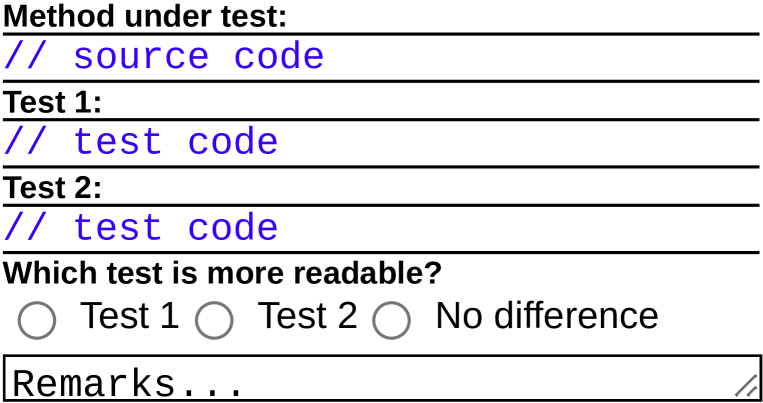 Method under test:
// source code
Test 1:
// test code
Test 2:
// test code
Which test is more readable?
Test 1 Test 2 No difference
Remarks...